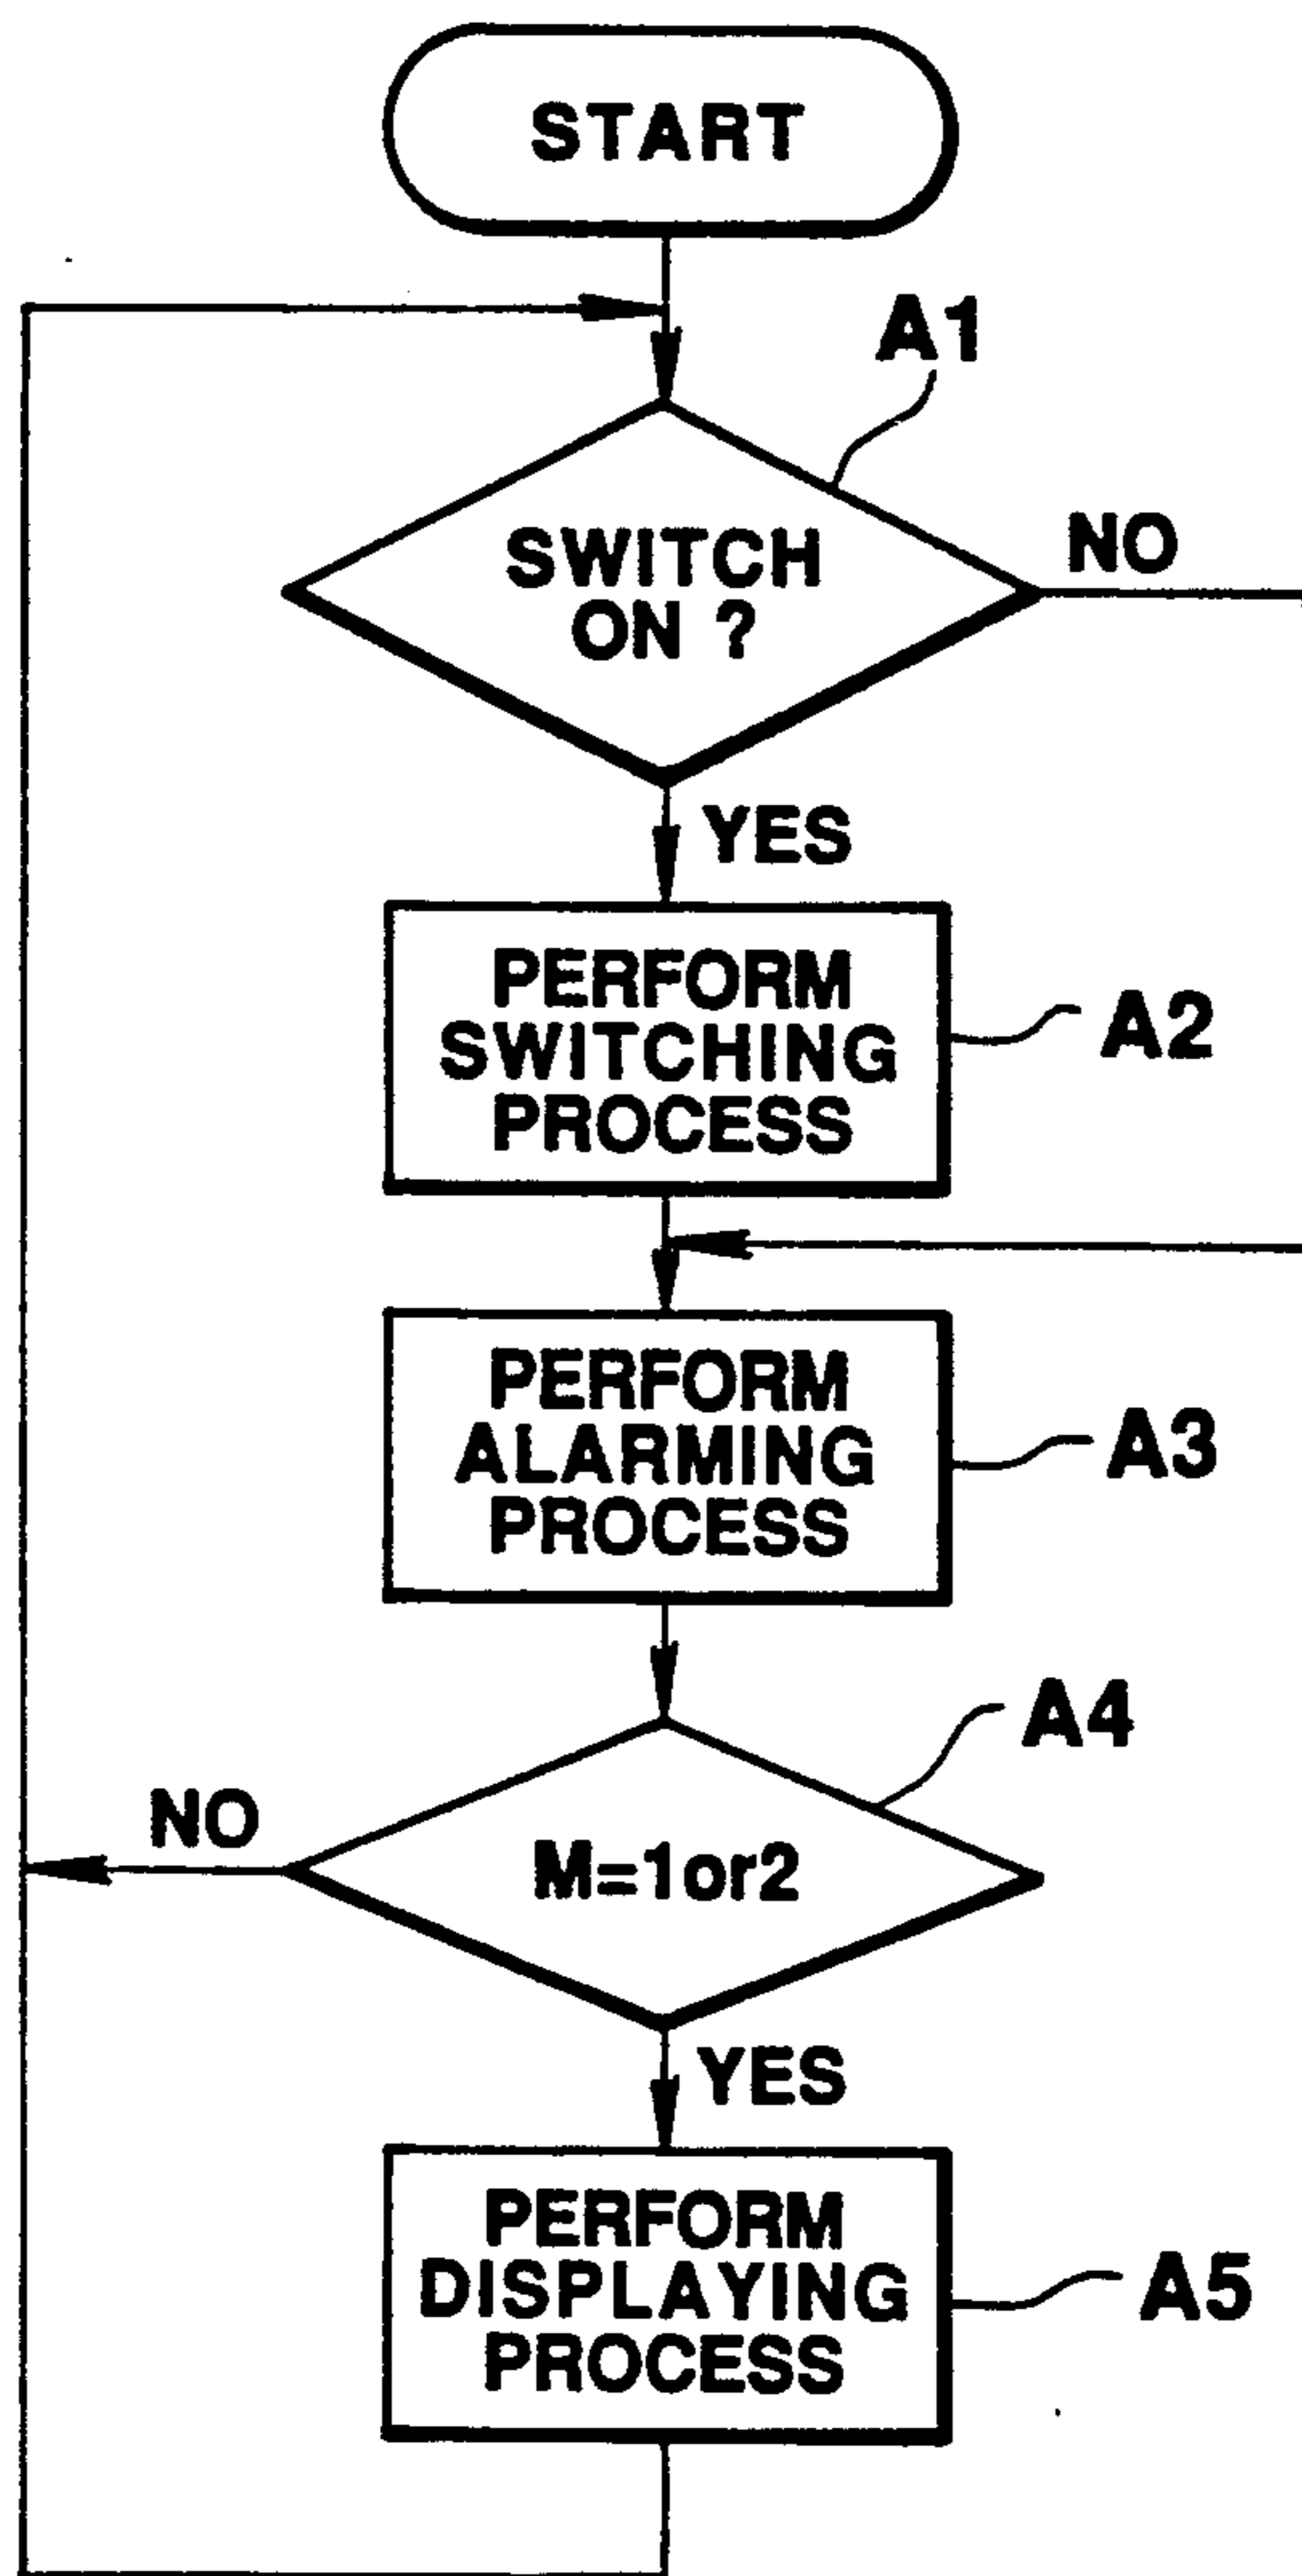 START
A1
SWITCH
ON ?
NO
YES
PERFORM
SWITCHING
PROCESS
A2
PERFORM
ALARMING
PROCESS
A3
A4
NO
M=1or2
YES
PERFORM
DISPLAYING
PROCESS
A5